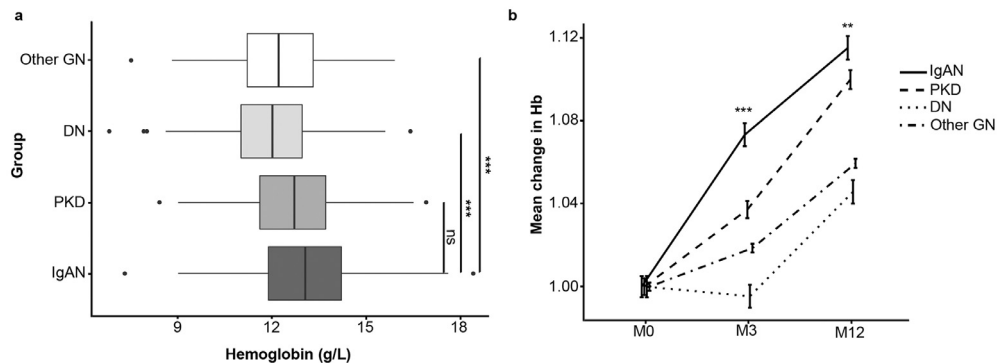 a
Group
Other GN
DN
PKD
IgAN
ns
***
***
9 12 15 18
Hemoglobin (g/L)
b
Mean change in Hb
1.12
1.08
1.04
1.00
***
**
M0 M3 M12
IgAN
PKD
DN
Other GN